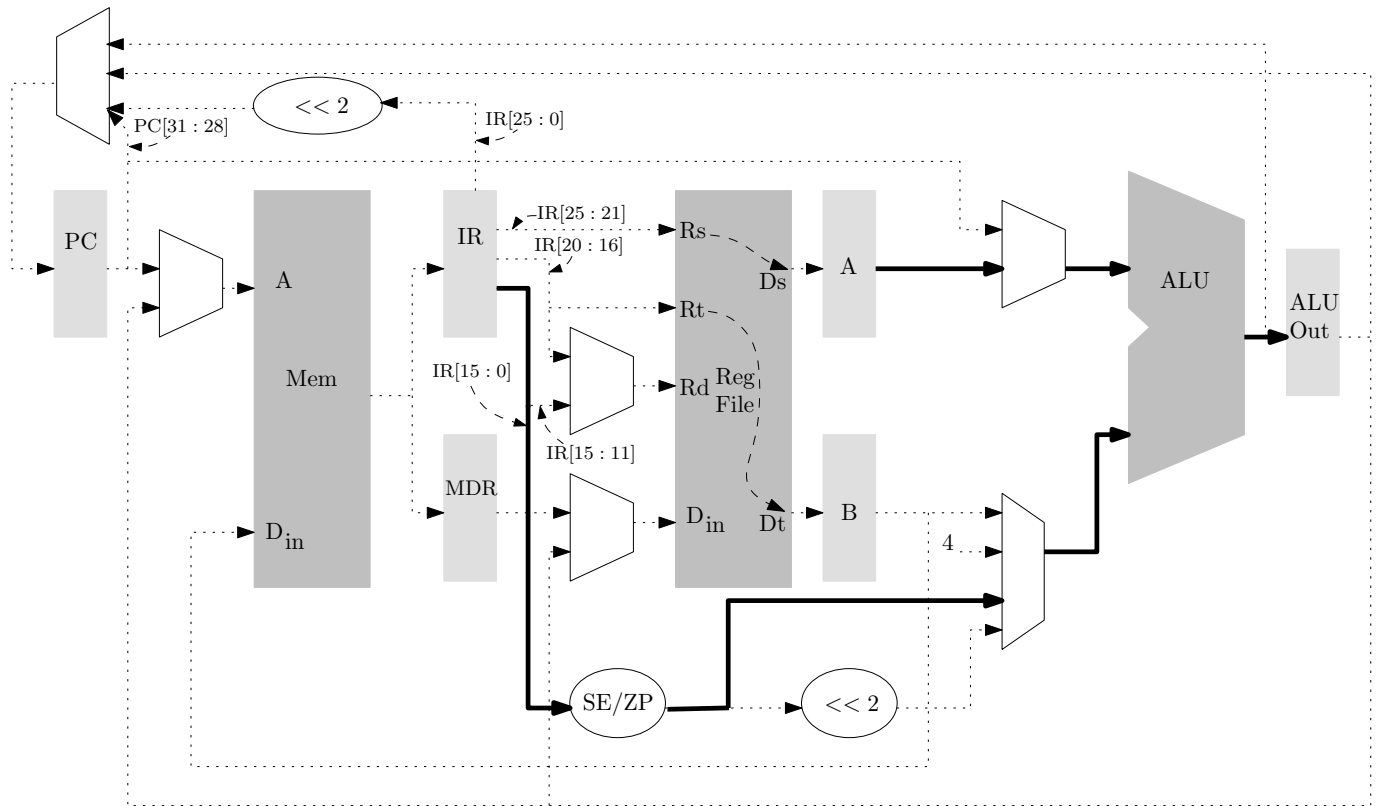 << 2
PC[31 : 28]
IR[25 : 0]
PC
A
Mem
D
in
IR
IR[25 : 21]
IR[20 : 16]
IR[15 : 0]
IR[15 : 11]
MDR
Rs
Ds
Rt
Rd
Reg
File
D
in
Dt
A
B
4
ALU
ALU
Out
SE/ZP
<< 2